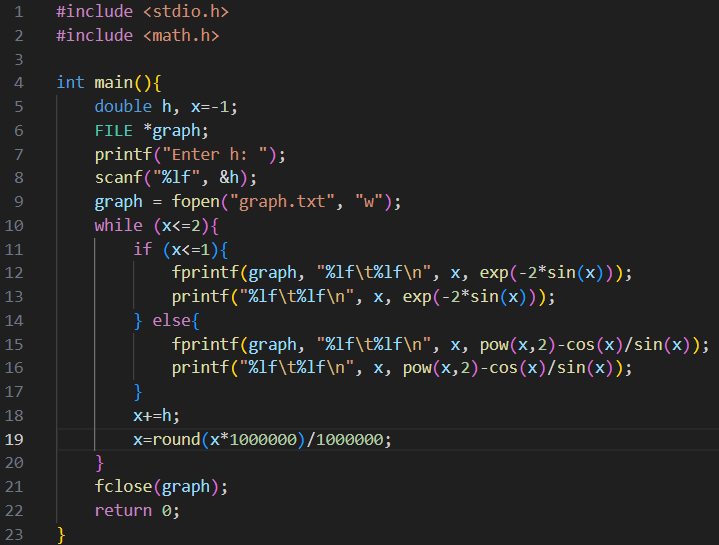 1 #include <stdio.h>
2 #include <math.h>
3
4 int main(){
5     double h, x=-1;
6     FILE *graph;
7     printf("Enter h: ");
8     scanf("%lf", &h);
9     graph = fopen("graph.txt", "w");
10     while (x<=2){
11         if (x<=1){
12             fprintf(graph, "%lf\t%lf\n", x, exp(-2*sin(x)));
13             printf("%lf\t%lf\n", x, exp(-2*sin(x)));
14         } else{
15             fprintf(graph, "%lf\t%lf\n", x, pow(x,2)-cos(x)/sin(x));
16             printf("%lf\t%lf\n", x, pow(x,2)-cos(x)/sin(x));
17         }
18         x+=h;
19         x=round(x*1000000)/1000000;
20     }
21     fclose(graph);
22     return 0;
23 }